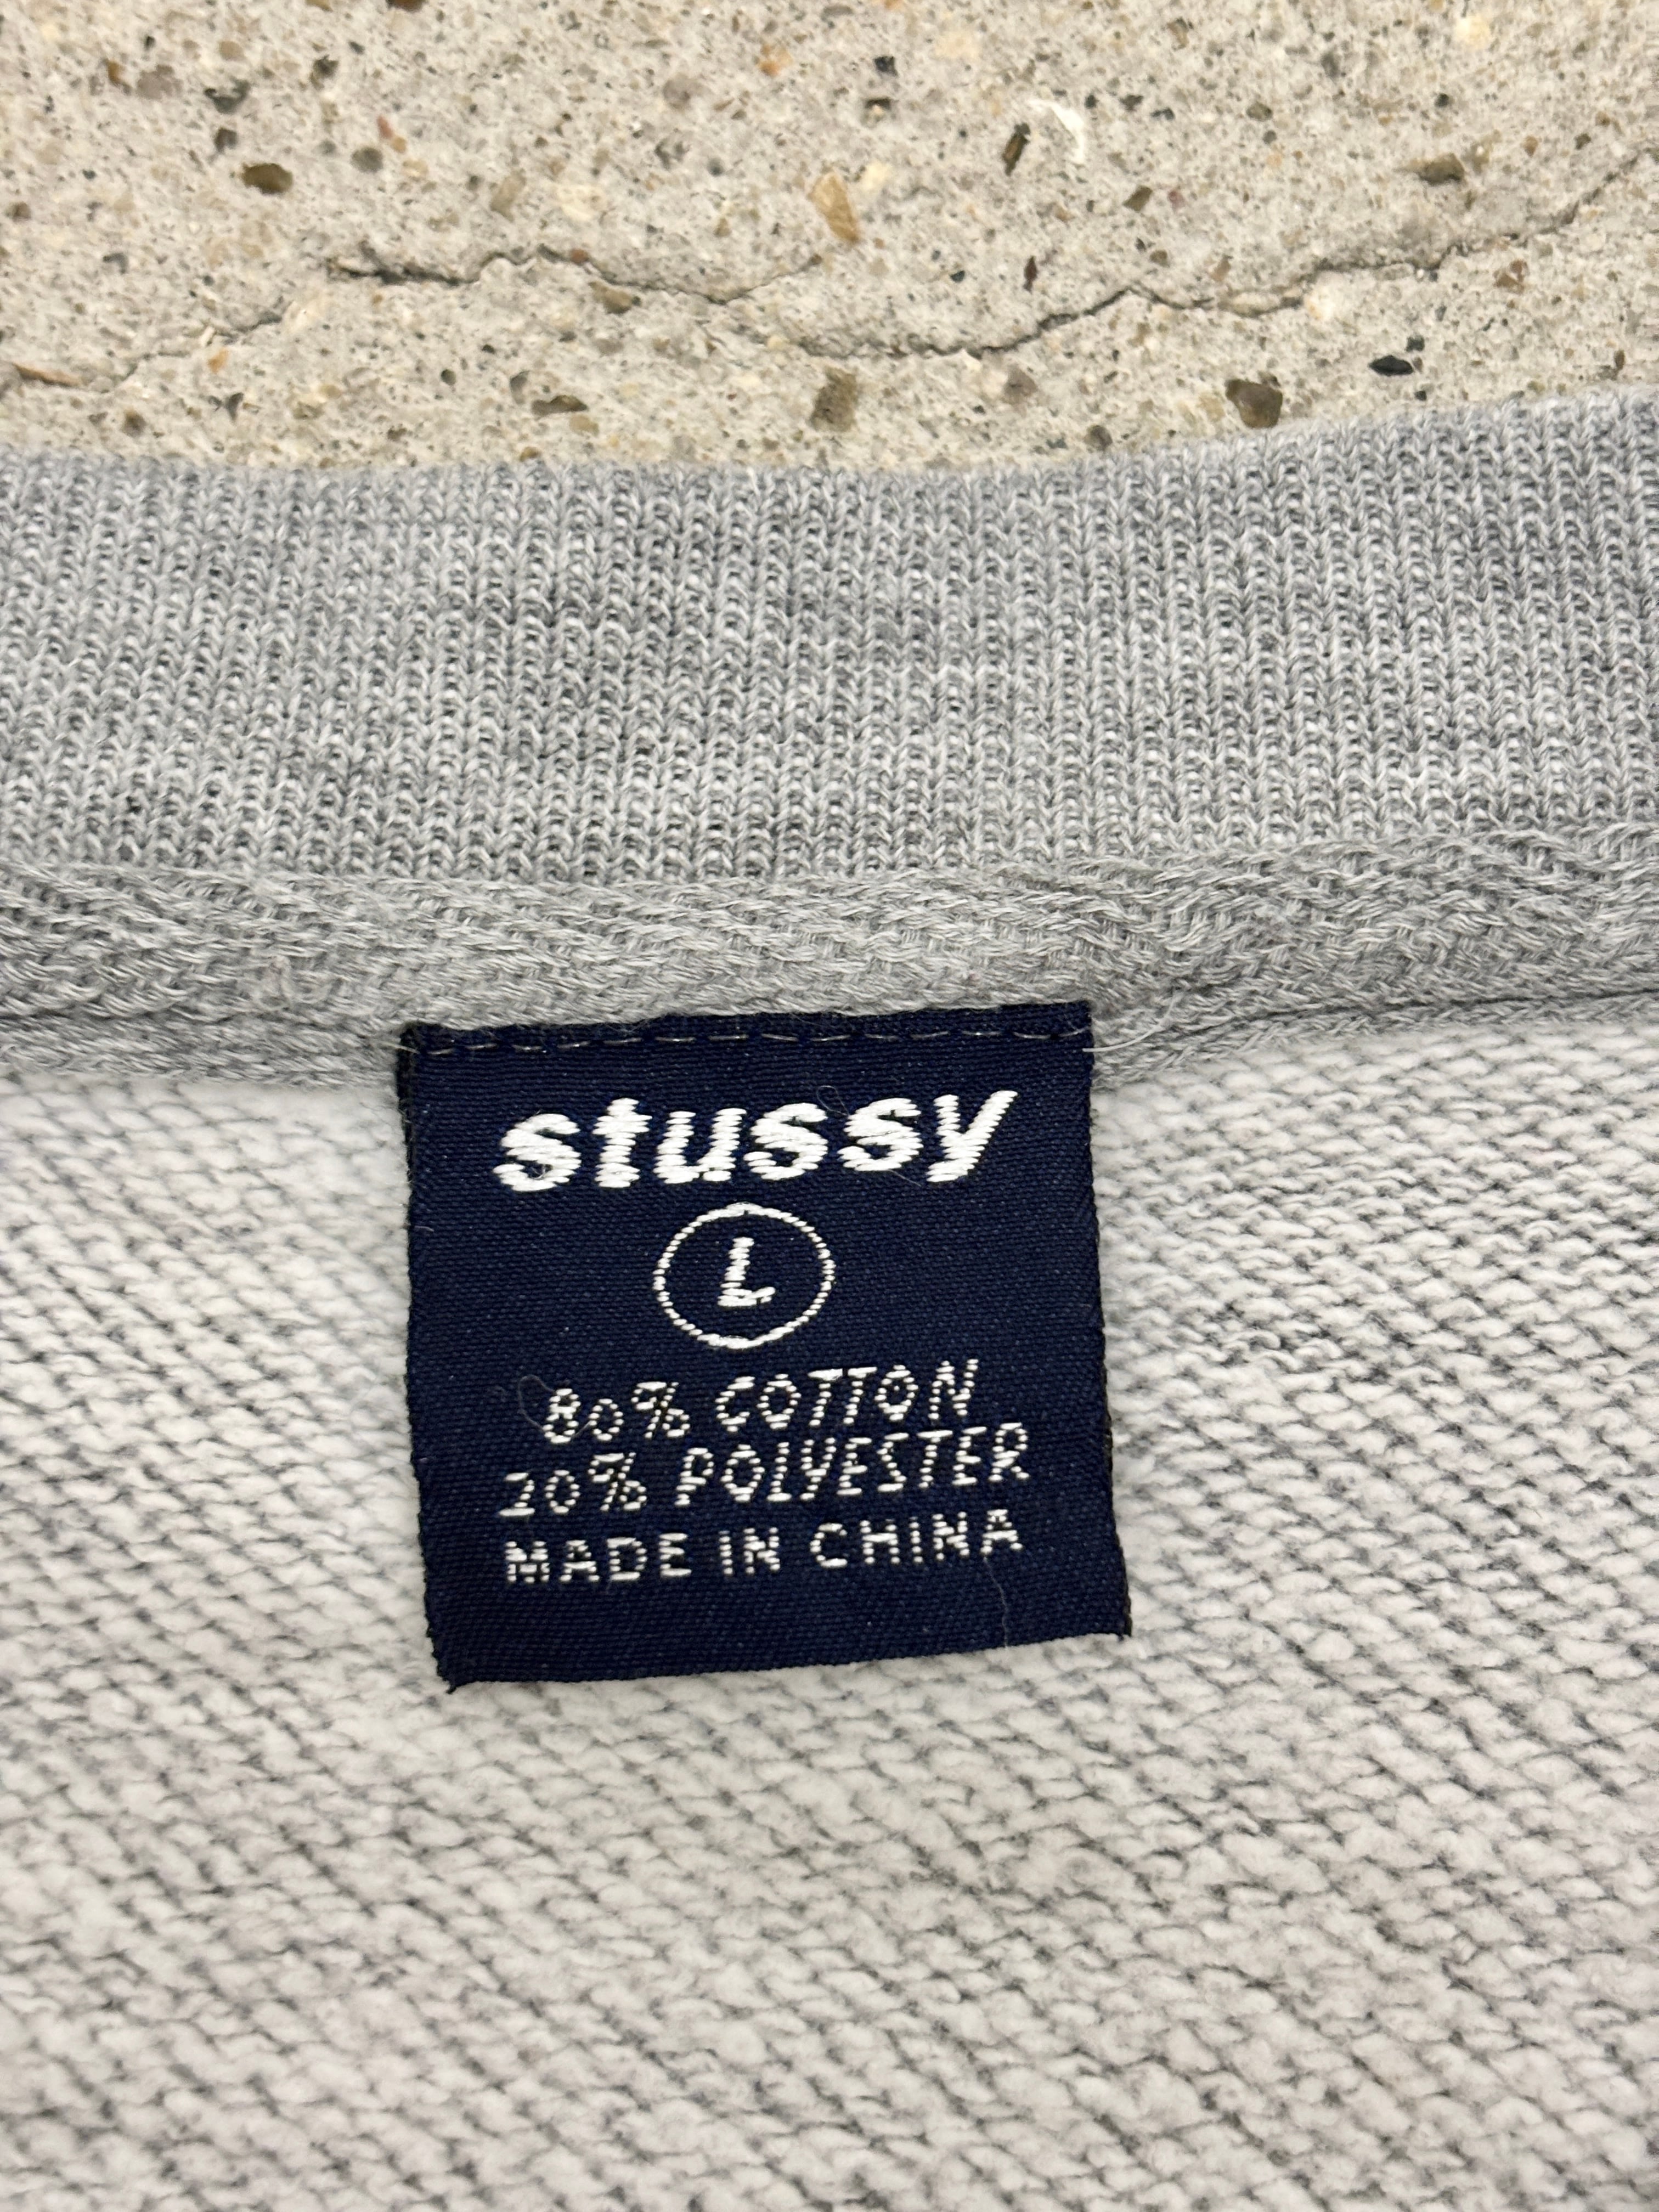 stussy
L
80% COTTON
20% POLYESTER
MADE IN CHINA